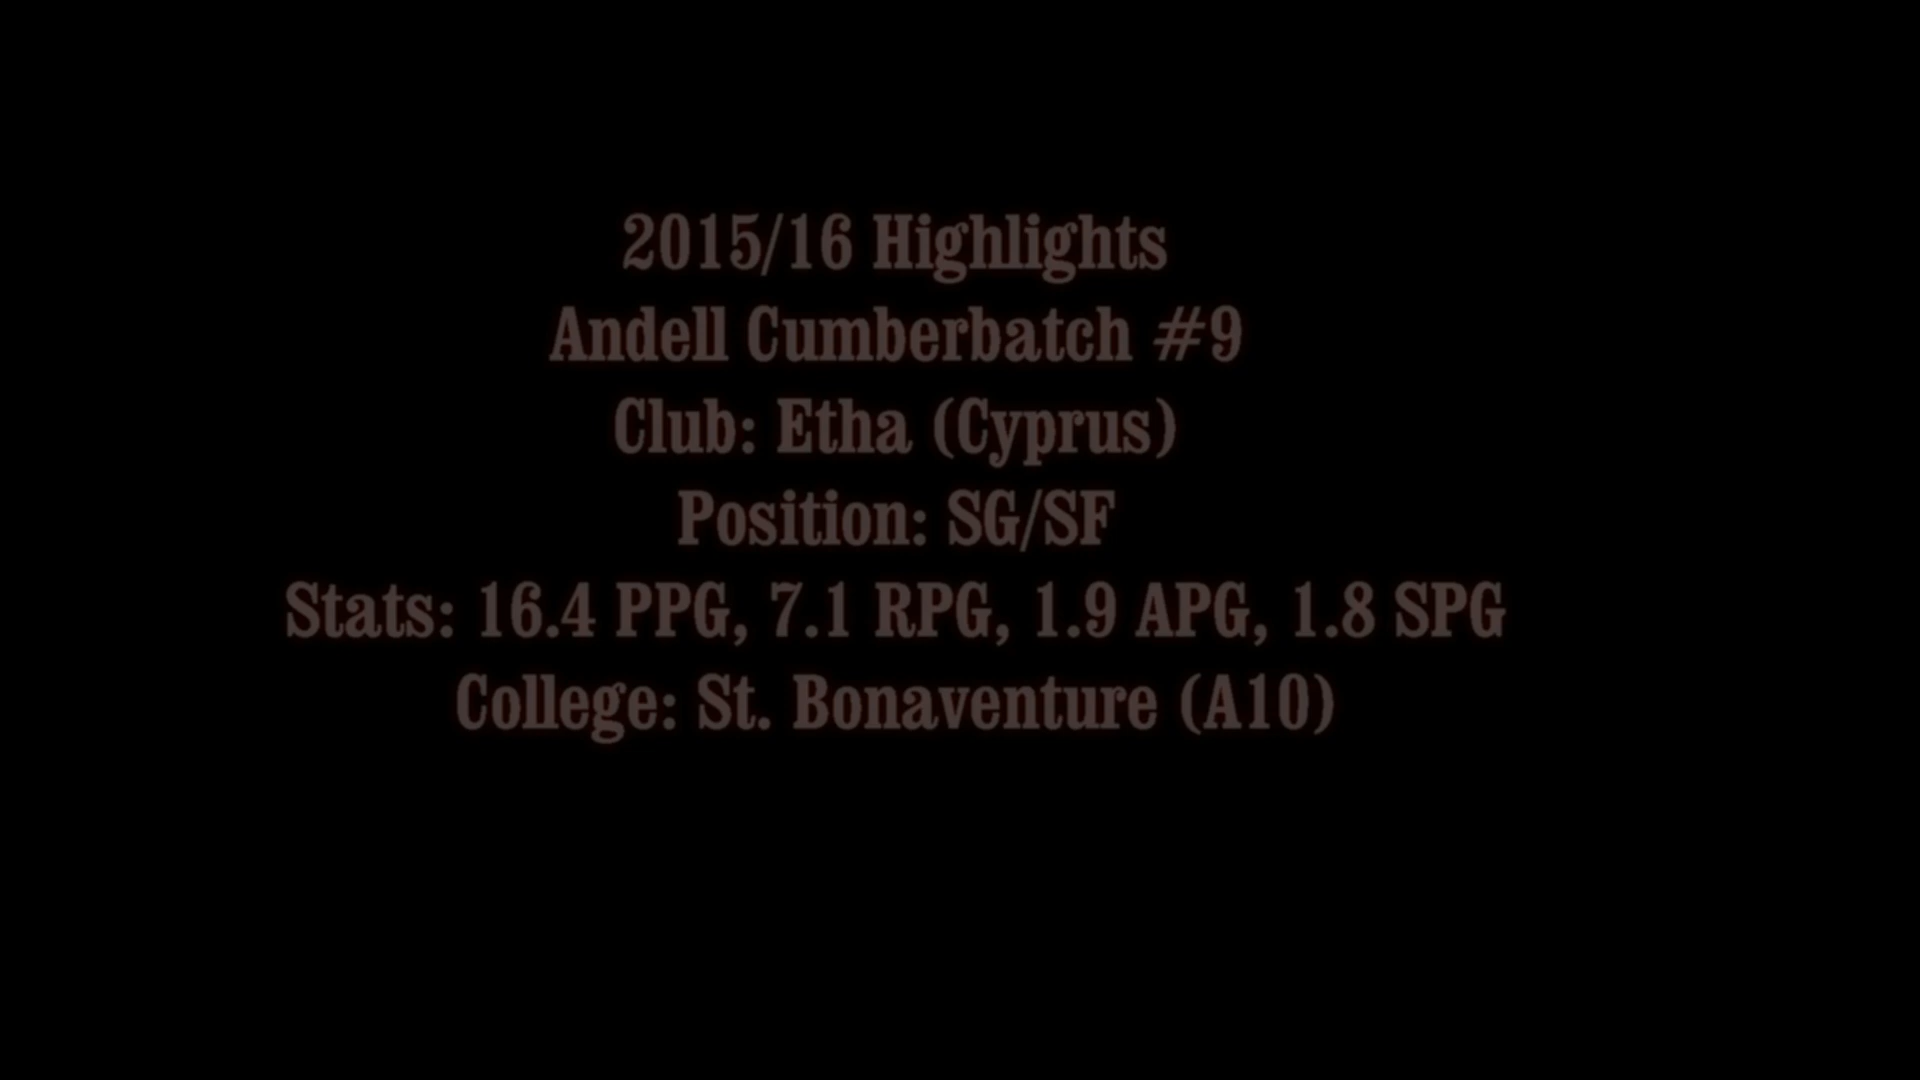 2015/16 Highlights
Andell Cumberbatch #9
Club: Etha (Cyprus)
Position: SG/SF
Stats: 16.4 PPG, 7.1 RPG, 1.9 APG, 1.8 SPG
College: St. Bonaventure (A10)